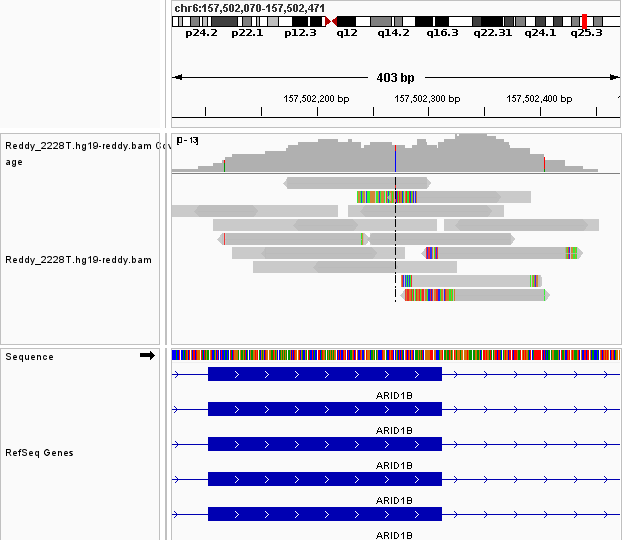 chr6:157,502,070-157,502,471
p24.2 p22.1 p12.3 q12 q14.2 q16.3 q22.31 q24.1 q25.3
403 bp
157,502,200 bp 157,502,300 bp 157,502,400 bp
[0 - 13]
Reddy_2228T.hg19-reddy.bam Cov
age
Reddy_2228T.hg19-reddy.bam
Sequence
ARID1B
ARID1B
RefSeq Genes
ARID1B
ARID1B
ARID1B